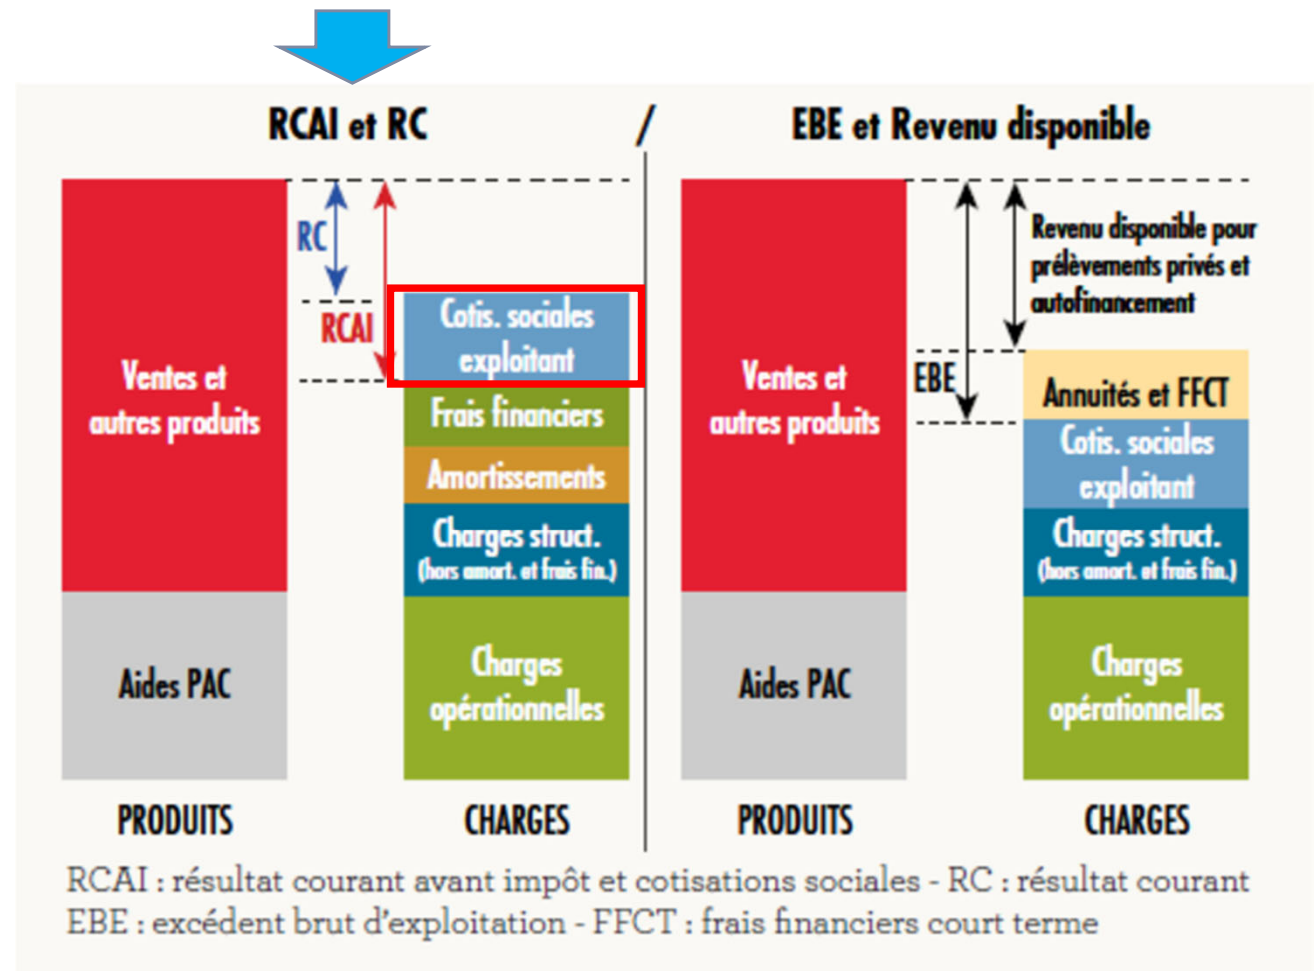 RCAI et RC
/
EBE et Revenu disponible
RC
RCAI
Ventes et
autres produits
Aides PAC
PRODUITS
Cotis. sociales
exploitant
Frais financiers
Amortissements
Charges struct.
(hors amort. et frais fin.)
Charges
opérationnelles
CHARGES
Ventes et
autres produits
Aides PAC
PRODUITS
EBE
Revenu disponible pour
prélèvements privés et
autofinancement
Annuités et FFCT
Cotis. sociales
exploitant
Charges struct.
(hors amort. et frais fin.)
Charges
opérationnelles
CHARGES
RCAI : résultat courant avant impôt et cotisations sociales - RC : résultat courant
EBE : excédent brut d'exploitation - FFCT : frais financiers court terme